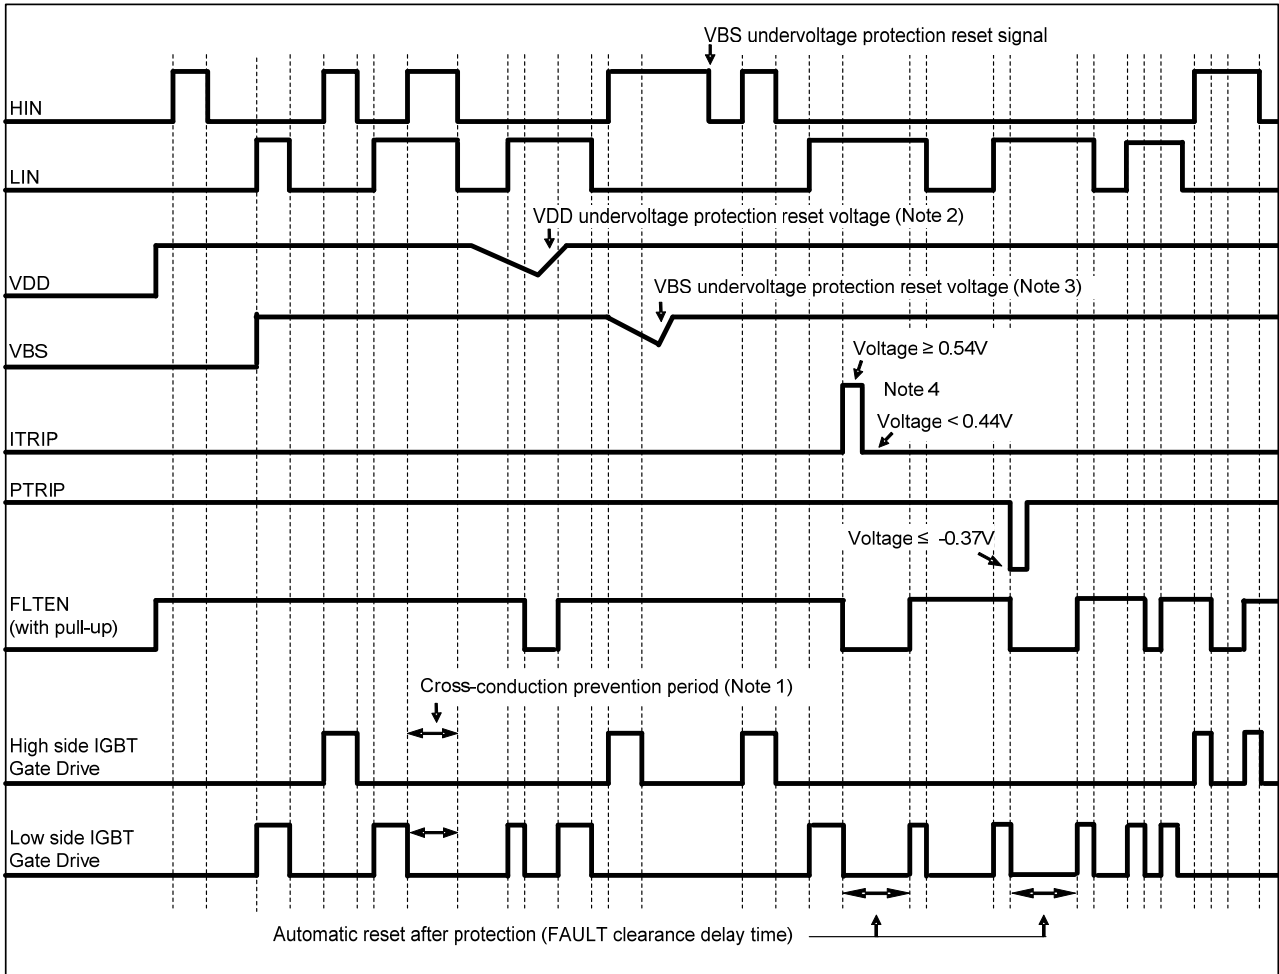 VBS undervoltage protection reset signal
HIN
LIN
VDD undervoltage protection reset voltage (Note 2)
VDD
VBS undervoltage protection reset voltage (Note 3)
VBS
Voltage ≥ 0.54V
Note 4
Voltage < 0.44V
ITRIP
PTRIP
Voltage ≤ -0.37V
FLTEN
(with pull-up)
Cross-conduction prevention period (Note 1)
High side IGBT
Gate Drive
Low side IGBT
Gate Drive
Automatic reset after protection (FAULT clearance delay time)